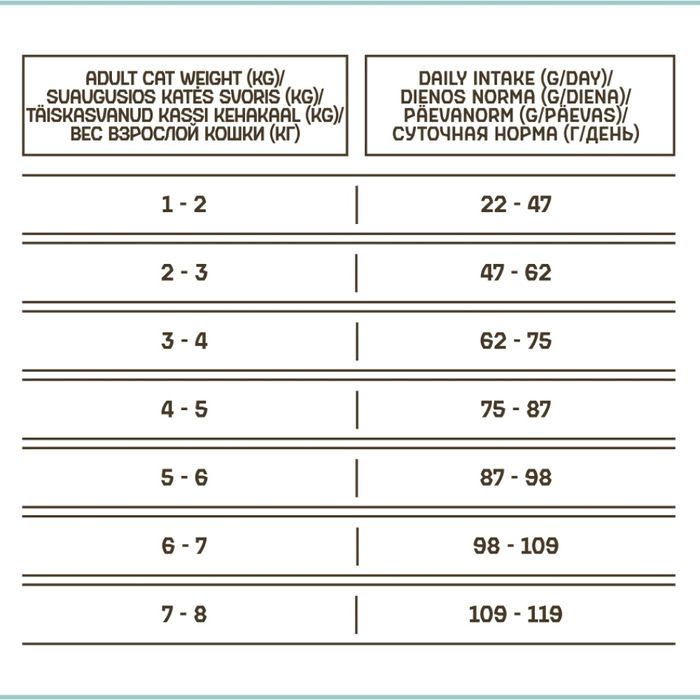 ADULT CAT WEIGHT (KG)/
SUAUGUSIOS KATĖS SVORIS (KG)/
TÄISKASVANUD KASSI KEHAKAAL (KG)/
ВЕС ВЗРОСЛОЙ КОШКИ (КГ)
DAILY INTAKE (G/DAY)/
DIENOS NORMA (G/DIENA)/
PÄEVANORM (G/PÄEVAS)/
СУТОЧНАЯ НОРМА (Г/ДЕНЬ)
1 - 2 | 22 - 47
2 - 3 | 47 - 62
3 - 4 | 62 - 75
4 - 5 | 75 - 87
5 - 6 | 87 - 98
6 - 7 | 98 - 109
7 - 8 | 109 - 119